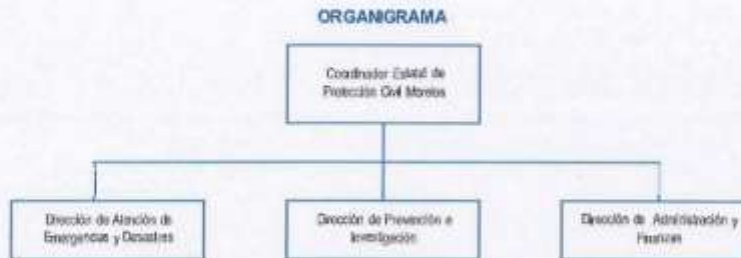 ORGANIGRAMA
Coordinador Estatal de
Protección Civil Morelos
Dirección de Atención de
Emergencias y Desastres
Dirección de Prevención e
Investigación
Dirección de Administración y
Finanzas